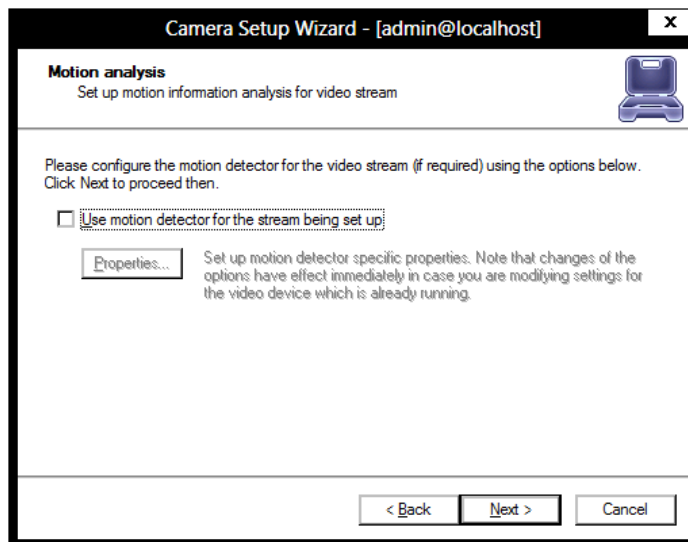 Camera Setup Wizard - [admin@localhost]
x
Motion analysis
Set up motion information analysis for video stream
Please configure the motion detector for the video stream (if required) using the options below.
Click Next to proceed then.
Use motion detector for the stream being set up
Properties...
Set up motion detector specific properties. Note that changes of the
options have effect immediately in case you are modifying settings for
the video device which is already running.
< Back
Next >
Cancel